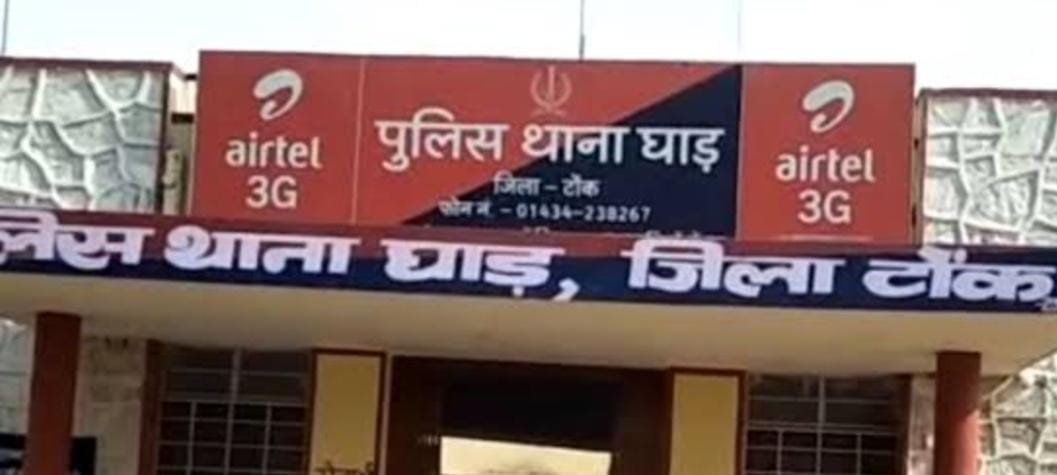 airtel
3G
पुलिस थाना घाड़
जिला – टोंक
फोन नं. – 01434-238267
airtel
3G
लिस थाना घाड़, जिला टोंक